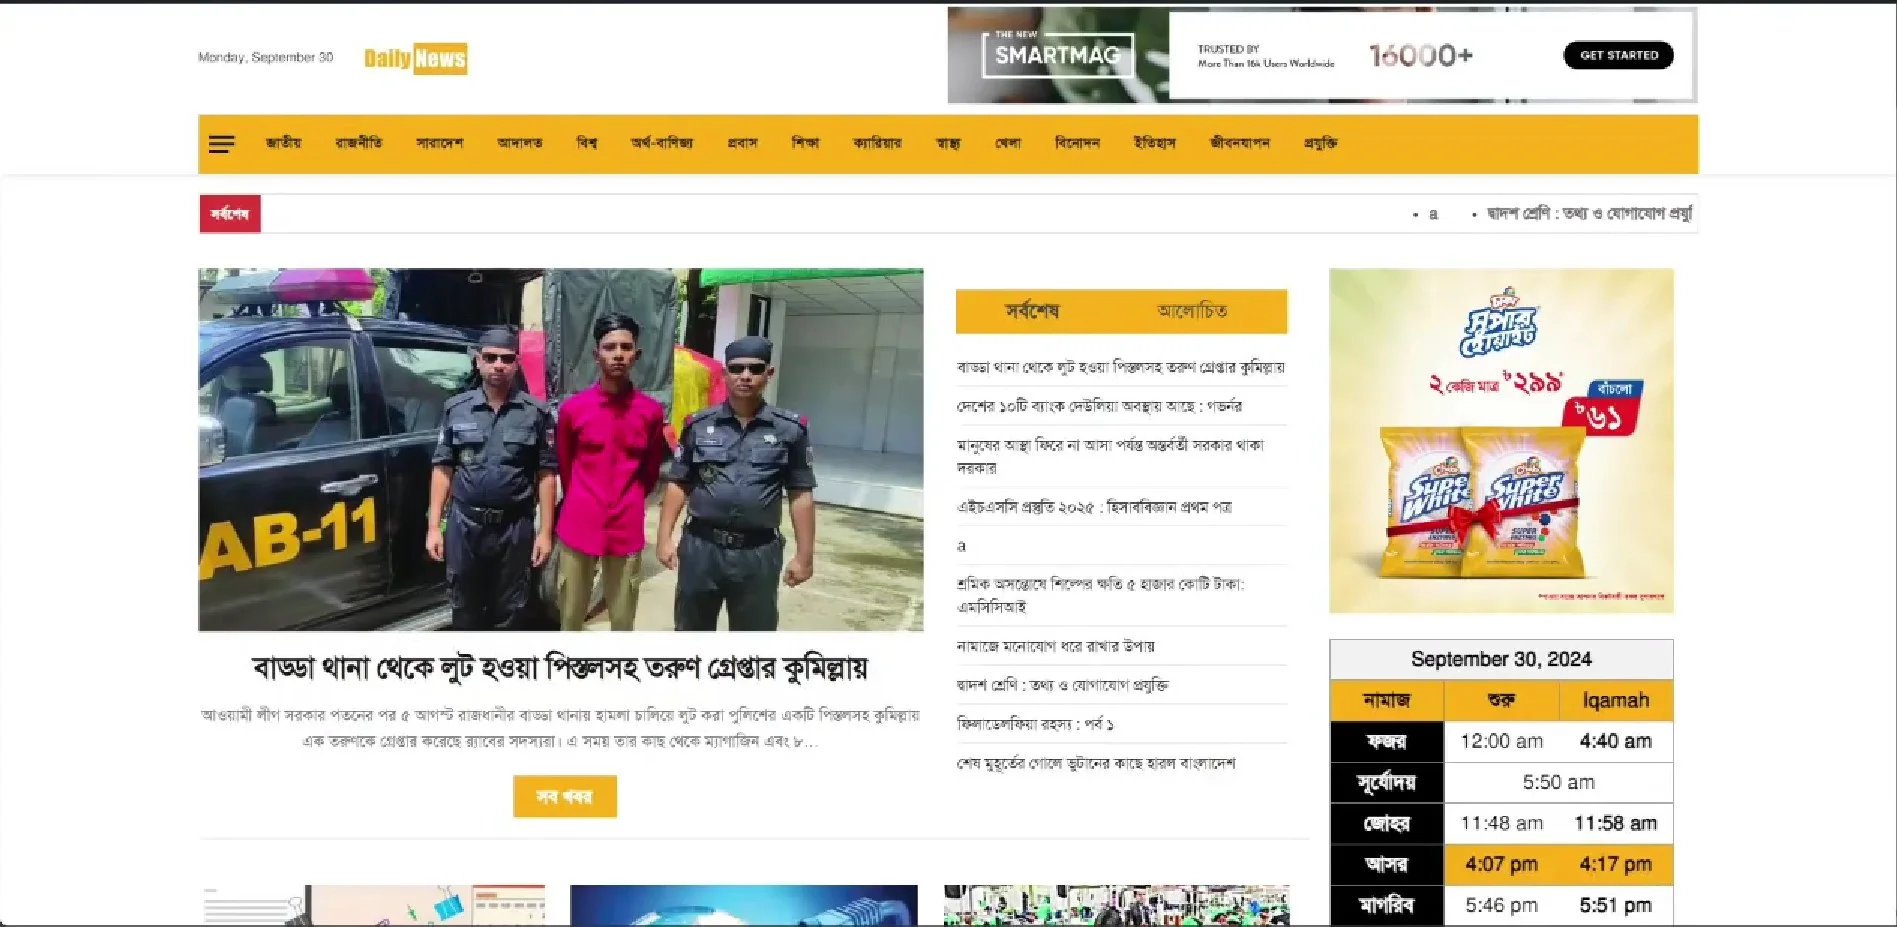 Monday, September 30
Daily News
THE NEW
SMARTMAG
TRUSTED BY
More Than 16k Users Worldwide
16000+
GET STARTED
জাতীয় রাজনীতি সারাদেশ আদালত বিশ্ব অর্থ-বাণিজ্য প্রবাস শিক্ষা ক্যারিয়ার স্বাস্থ্য খেলা বিনোদন ইতিহাস জীবনযাপন প্রযুক্তি
সর্বশেষ
• a • দ্বাদশ শ্রেণি : তথ্য ও যোগাযোগ
AB-11
বাড্ডা থানা থেকে লুট হওয়া পিস্তলসহ তরুণ গ্রেপ্তার কুমিল্লায়
আওয়ামী লীগ সরকার পতনের পর ৫ আগস্ট রাজধানীর বাড্ডা থানায় হামলা চালিয়ে লুট করা পুলিশের একটি পিস্তলসহ কুমিল্লায়
এক তরুণকে গ্রেপ্তার করেছে র‍্যাবের সদস্যরা। এ সময় তার কাছ থেকে ম্যাগাজিন এবং ৮...
সব খবর
সর্বশেষ আলোচিত
বাড্ডা থানা থেকে লুট হওয়া পিস্তলসহ তরুণ গ্রেপ্তার কুমিল্লায়
দেশের ১০টি ব্যাংক দেউলিয়া অবস্থায় আছে : গভর্নর
মানুষের আস্থা ফিরে না আসা পর্যন্ত অন্তর্বর্তী সরকার থাকা
দরকার
এইচএসসি প্রস্তুতি ২০২৫ : হিসাববিজ্ঞান প্রথম পত্র
a
শ্রমিক অসন্তোষে শিল্পের ক্ষতি ৫ হাজার কোটি টাকা:
এমসিসিআই
নামাজে মনোযোগ ধরে রাখার উপায়
দ্বাদশ শ্রেণি : তথ্য ও যোগাযোগ প্রযুক্তি
ফিলাডেলফিয়া রহস্য : পর্ব ১
শেষ মুহূর্তের গোলে ভুটানের কাছে হারল বাংলাদেশ
সুপার
হোয়াইট
২ কেজি মাত্র ৳২৯৯*
বাঁচলো
৳৬১
Super White
Super White
September 30, 2024
নামাজ শুরু Iqamah
ফজর 12:00 am 4:40 am
সূর্যোদয় 5:50 am
জোহর 11:48 am 11:58 am
আসর 4:07 pm 4:17 pm
মাগরিব 5:46 pm 5:51 pm